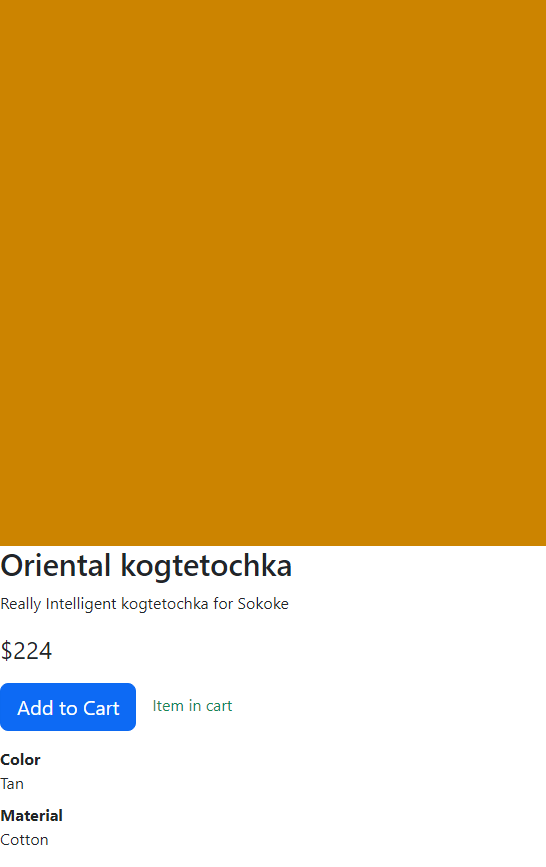 Oriental kogtetochka
Really Intelligent kogtetochka for Sokoke
$224
Add to Cart
Item in cart
Color
Tan
Material
Cotton